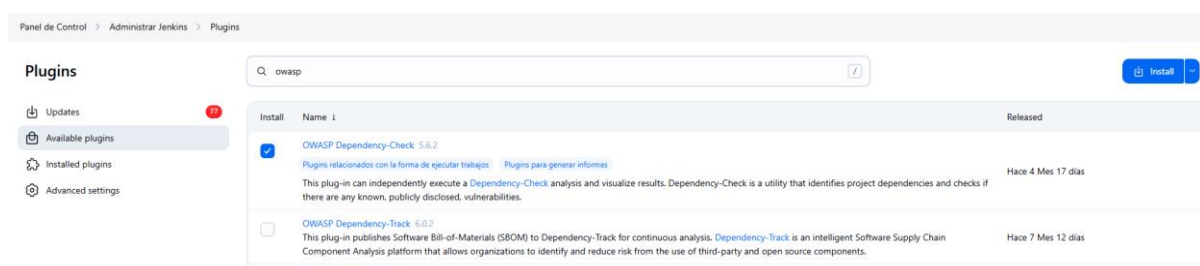 Panel de Control > Administrar Jenkins > Plugins
Plugins
owasp
/
Install
Updates
77
Available plugins
Installed plugins
Advanced settings
Install Name ↓ Released
OWASP Dependency-Check 5.6.2
Plugins relacionados con la forma de ejecutar trabajos Plugins para generar informes
This plug-in can independently execute a Dependency-Check analysis and visualize results. Dependency-Check is a utility that identifies project dependencies and checks if
there are any known, publicly disclosed, vulnerabilities.
Hace 4 Mes 17 días
OWASP Dependency-Track 6.0.2
This plug-in publishes Software Bill-of-Materials (SBOM) to Dependency-Track for continuous analysis. Dependency-Track is an intelligent Software Supply Chain
Component Analysis platform that allows organizations to identify and reduce risk from the use of third-party and open source components.
Hace 7 Mes 12 días